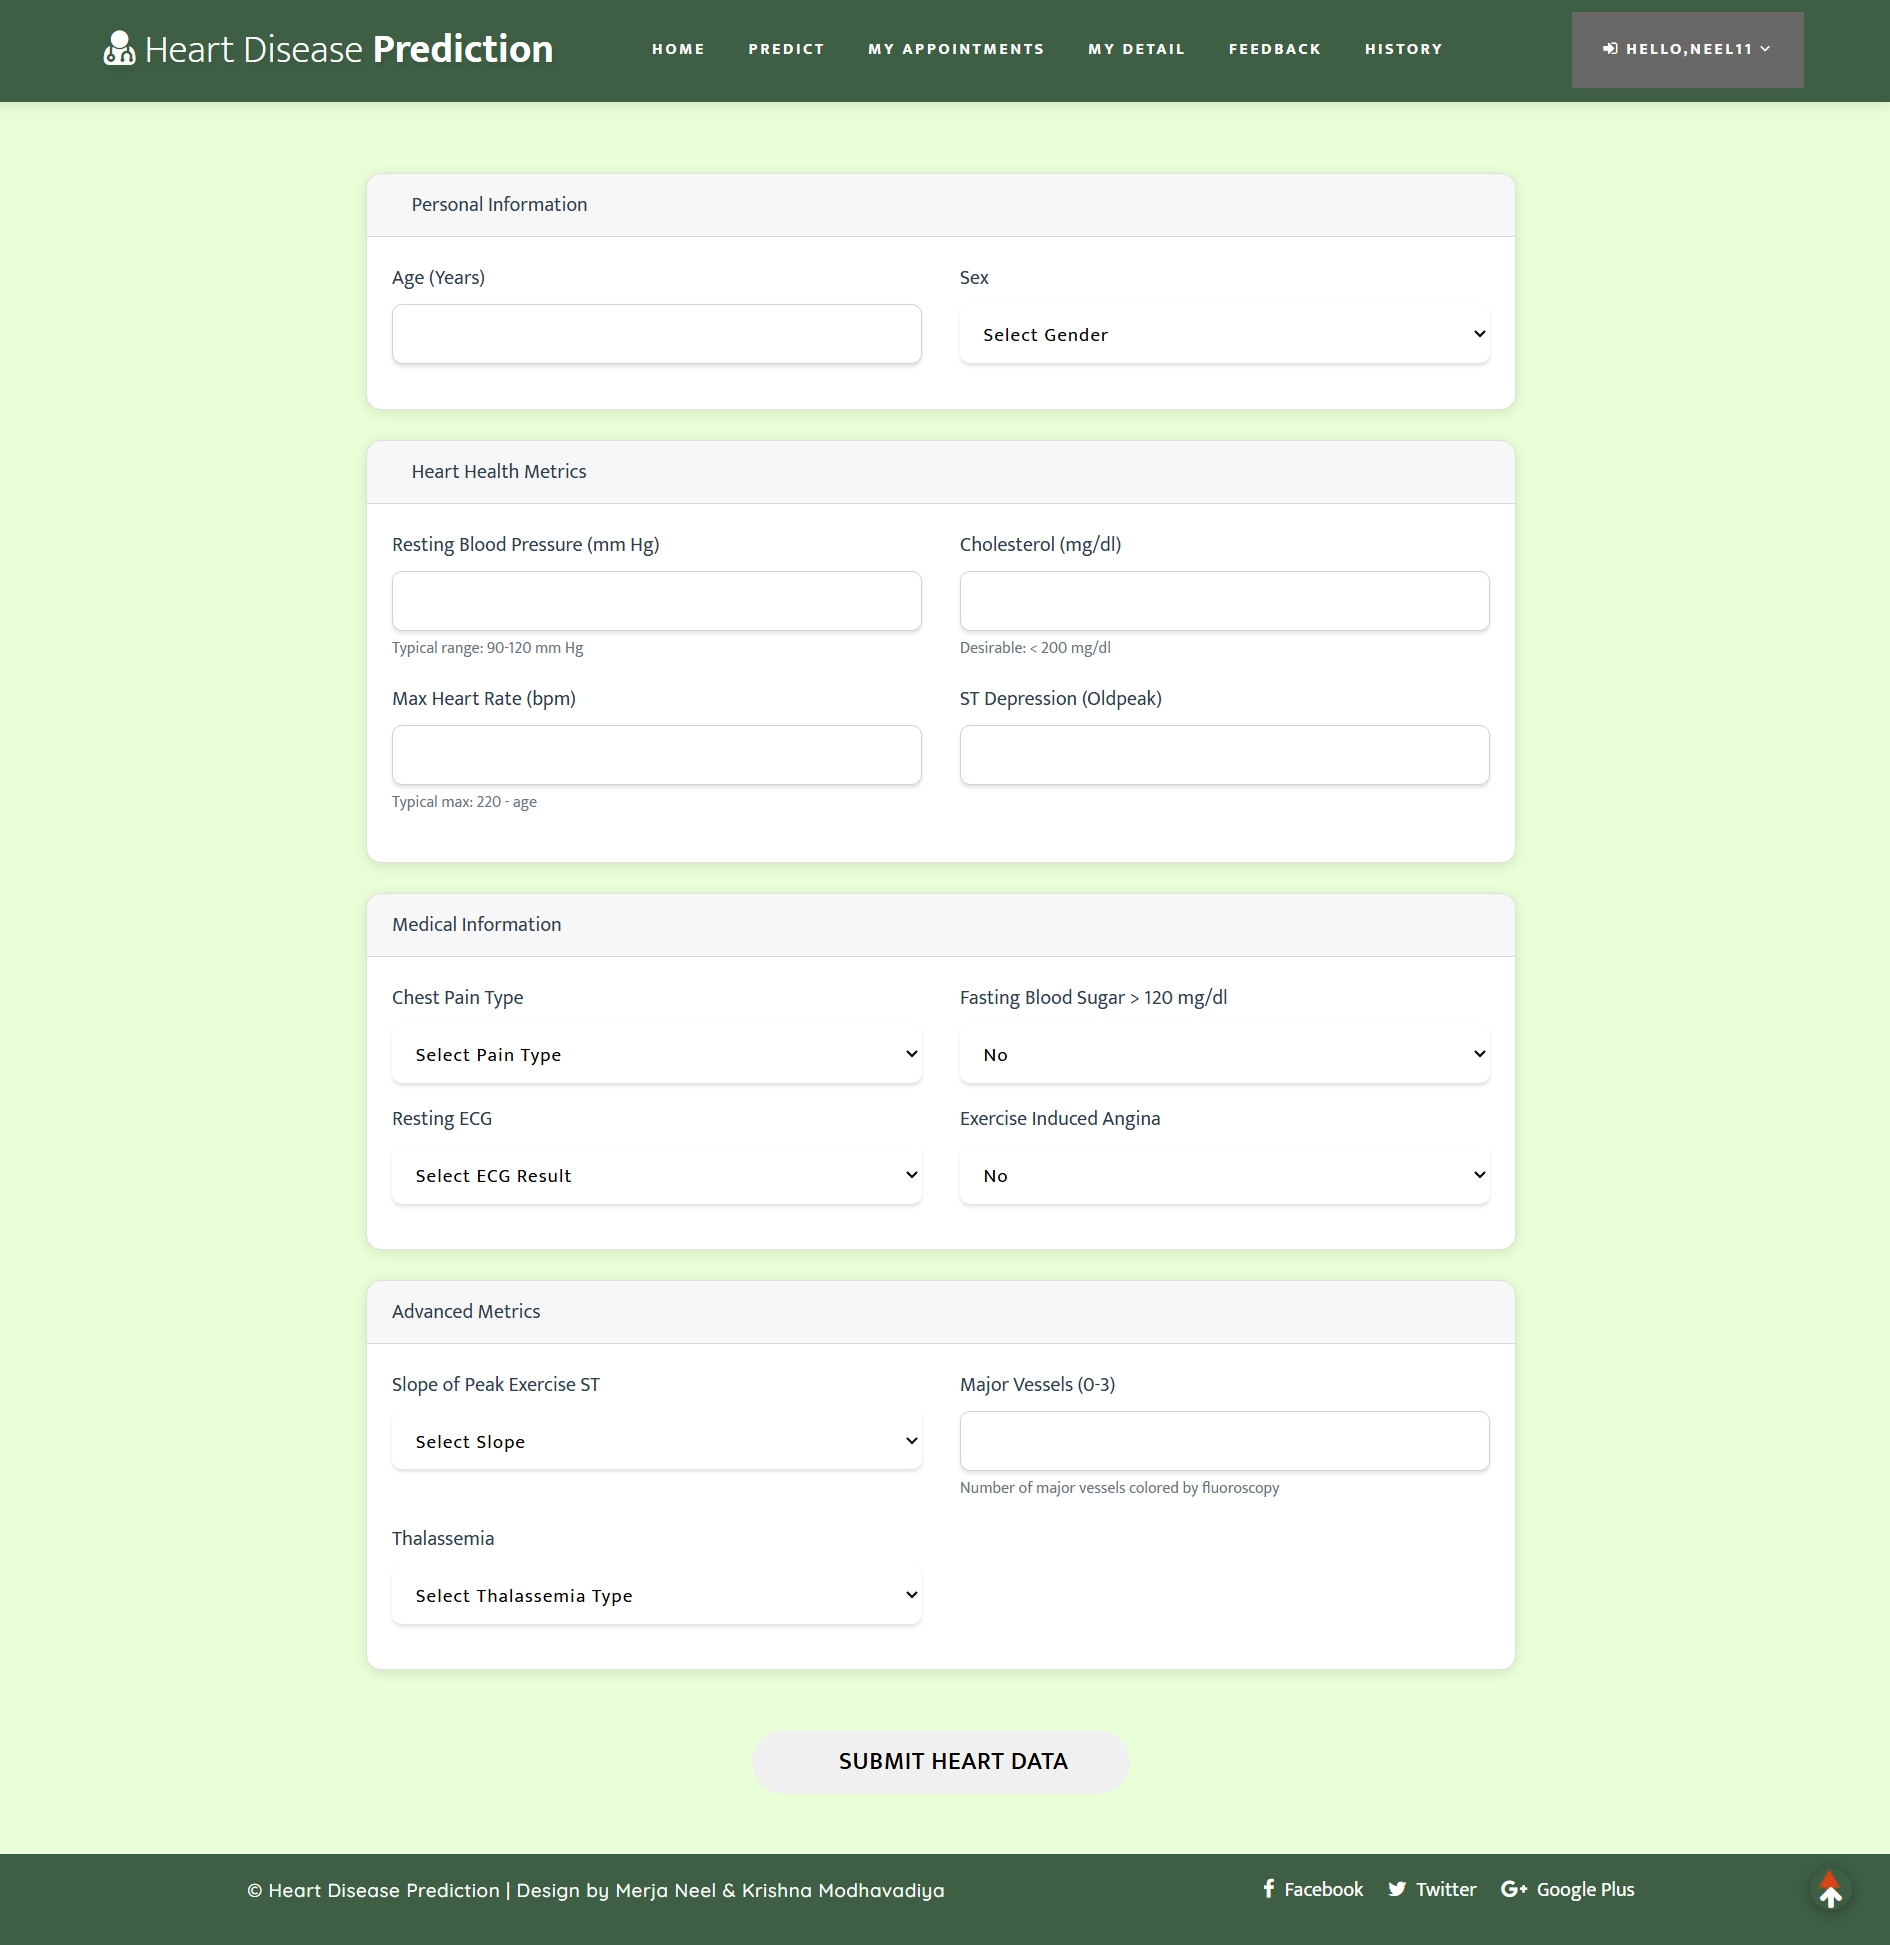 Heart Disease Prediction
HOME
PREDICT
MY APPOINTMENTS
MY DETAIL
FEEDBACK
HISTORY
HELLO,NEEL11
Personal Information
Age (Years)
Sex
Select Gender
Heart Health Metrics
Resting Blood Pressure (mm Hg)
Cholesterol (mg/dl)
Typical range: 90-120 mm Hg
Desirable: < 200 mg/dl
Max Heart Rate (bpm)
ST Depression (Oldpeak)
Typical max: 220 - age
Medical Information
Chest Pain Type
Fasting Blood Sugar > 120 mg/dl
Select Pain Type
No
Resting ECG
Exercise Induced Angina
Select ECG Result
No
Advanced Metrics
Slope of Peak Exercise ST
Major Vessels (0-3)
Select Slope
Number of major vessels colored by fluoroscopy
Thalassemia
Select Thalassemia Type
SUBMIT HEART DATA
© Heart Disease Prediction | Design by Merja Neel & Krishna Modhavadiya
Facebook
Twitter
Google Plus